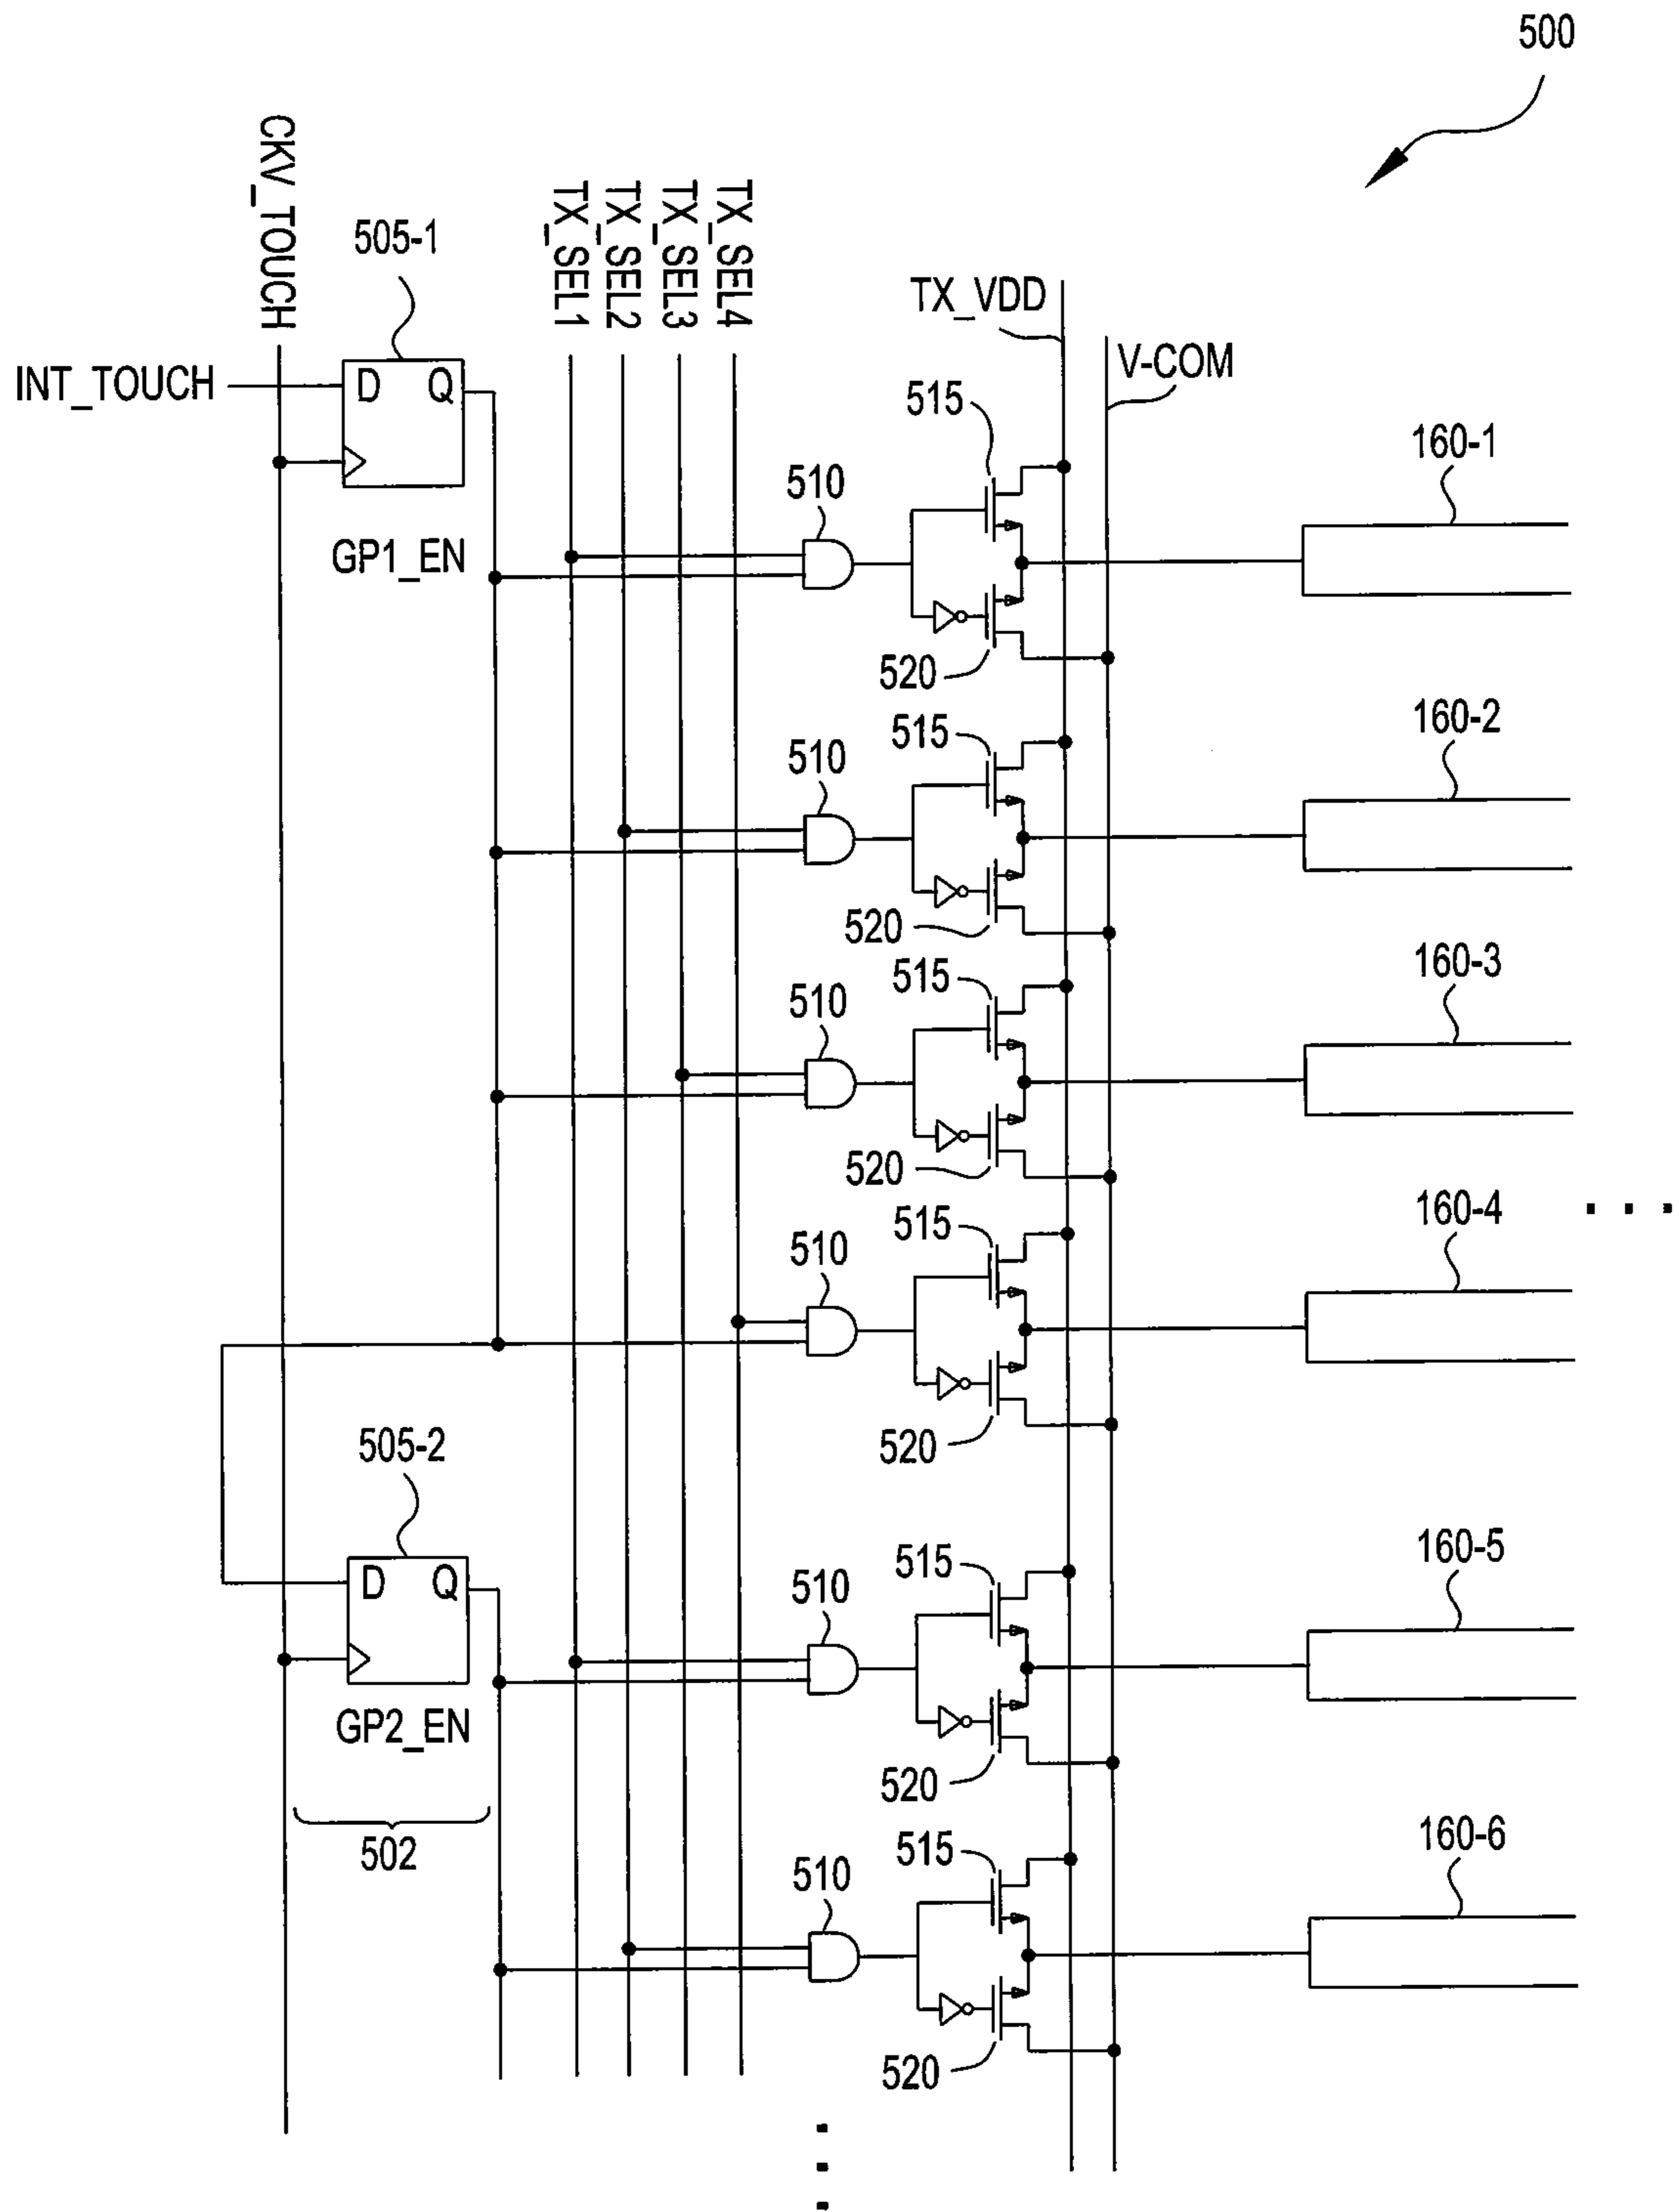 500
CKV_TOUCH
505-1
TX_SEL1
TX_SEL2
TX_SEL3
TX_SEL4
TX_VDD
V-COM
INT_TOUCH
D Q
GP1_EN
515
510
520
160-1
515
510
520
160-2
515
510
520
160-3
515
510
520
160-4
. . .
505-2
D Q
GP2_EN
502
515
510
520
160-5
515
510
520
160-6